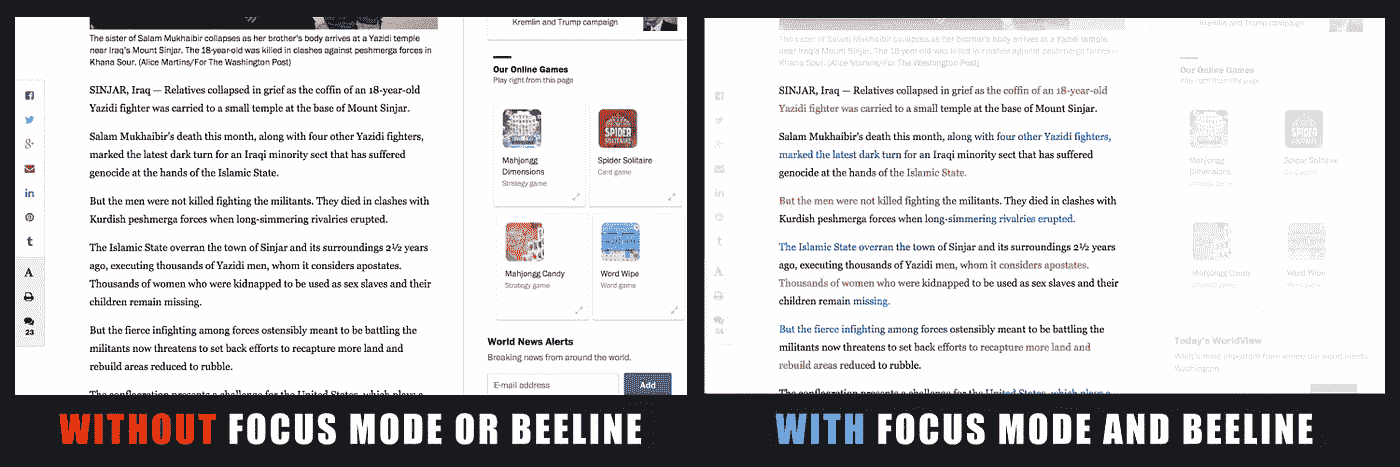 Kremlin and Trump campaign
The sister of Salam Mukhaibir collapses as her brother's body arrives at a Yazidi temple
near Iraq's Mount Sinjar. The 18-year-old was killed in clashes against peshmerga forces in
Khana Sour. (Alice Martins/For The Washington Post)
SINJAR, Iraq — Relatives collapsed in grief as the coffin of an 18-year-old
Yazidi fighter was carried to a small temple at the base of Mount Sinjar.
Salam Mukhaibir's death this month, along with four other Yazidi fighters,
marked the latest dark turn for an Iraqi minority sect that has suffered
genocide at the hands of the Islamic State.
But the men were not killed fighting the militants. They died in clashes with
Kurdish peshmerga forces when long-simmering rivalries erupted.
The Islamic State overran the town of Sinjar and its surroundings 2½ years
ago, executing thousands of Yazidi men, whom it considers apostates.
Thousands of women who were kidnapped to be used as sex slaves and their
children remain missing.
But the fierce infighting among forces ostensibly meant to be battling the
militants now threatens to set back efforts to recapture more land and
rebuild areas reduced to rubble.
The conflagration presents a challenge for the United States, which plays a
23
Our Online Games
Play right from this page
SPIDER
SOLITAIRE
Mahjongg
Dimensions
Strategy game
Spider Solitaire
Card game
Mahjongg Candy
Strategy game
Word Wipe
Word game
World News Alerts
Breaking news from around the world.
E-mail address
Add
WITHOUT FOCUS MODE OR BEELINE
Kremlin and Trump campaign
The sister of Salam Mukhaibir collapses as her brother's body arrives at a Yazidi temple
near Iraq's Mount Sinjar. The 18-year-old was killed in clashes against peshmerga forces in
Khana Sour. (Alice Martins/For The Washington Post)
SINJAR, Iraq — Relatives collapsed in grief as the coffin of an 18-year-old
Yazidi fighter was carried to a small temple at the base of Mount Sinjar.
Salam Mukhaibir's death this month, along with four other Yazidi fighters,
marked the latest dark turn for an Iraqi minority sect that has suffered
genocide at the hands of the Islamic State.
But the men were not killed fighting the militants. They died in clashes with
Kurdish peshmerga forces when long-simmering rivalries erupted.
The Islamic State overran the town of Sinjar and its surroundings 2½ years
ago, executing thousands of Yazidi men, whom it considers apostates.
Thousands of women who were kidnapped to be used as sex slaves and their
children remain missing.
But the fierce infighting among forces ostensibly meant to be battling the
militants now threatens to set back efforts to recapture more land and
rebuild areas reduced to rubble.
The conflagration presents a challenge for the United States, which plays a
Our Online Games
Play right from this page
SPIDER
SOLITAIRE
Mahjongg
Dimensions
Strategy game
Spider Solitaire
Card game
Mahjongg Candy
Strategy game
Word Wipe
Word game
Today's WorldView
What's most important from where the world meets
Washington
WITH FOCUS MODE AND BEELINE